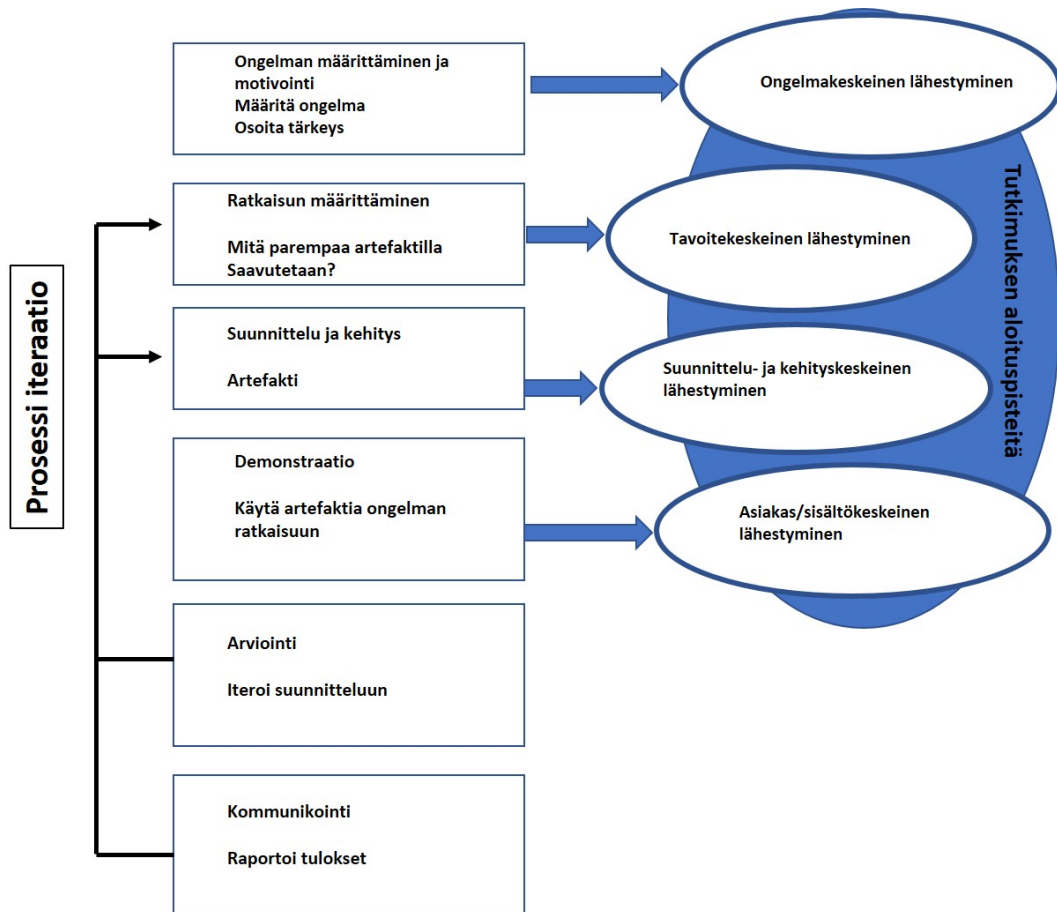 Prosessi iteraatio
Ongelman määrittäminen ja
motivointi
Määritä ongelma
Osoita tärkeys
Ongelmakeskeinen lähestyminen
Ratkaisun määrittäminen
Mitä parempaa artefaktilla
Saavutetaan?
Tavoitekeskeinen lähestyminen
Suunnittelu ja kehitys
Artefakti
Suunnittelu- ja kehityskeskeinen
lähestyminen
Demonstraatio
Käytä artefaktia ongelman
ratkaisuun
Asiakas/sisältökeskeinen
lähestyminen
Tutkimuksen aloituspisteitä
Arviointi
Iteroi suunnitteluun
Kommunikointi
Raportoi tulokset